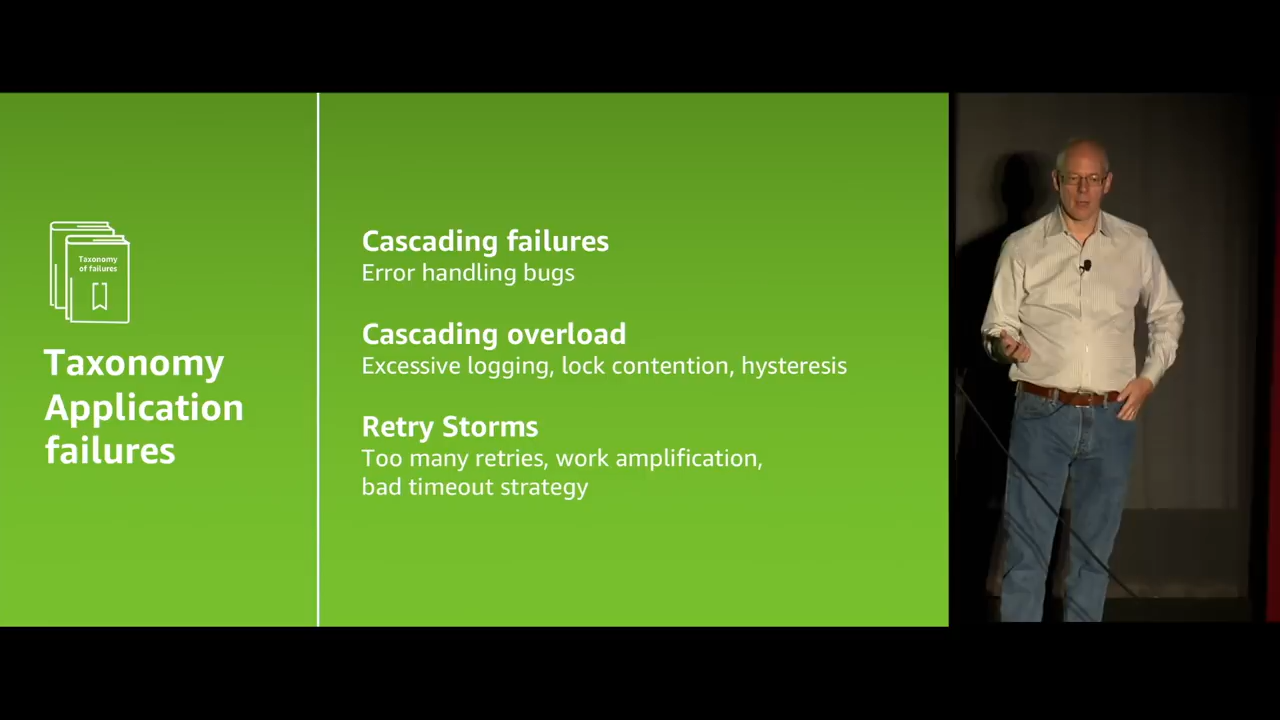 Taxonomy
of failures
Taxonomy
Application
failures
Cascading failures
Error handling bugs
Cascading overload
Excessive logging, lock contention, hysteresis
Retry Storms
Too many retries, work amplification,
bad timeout strategy